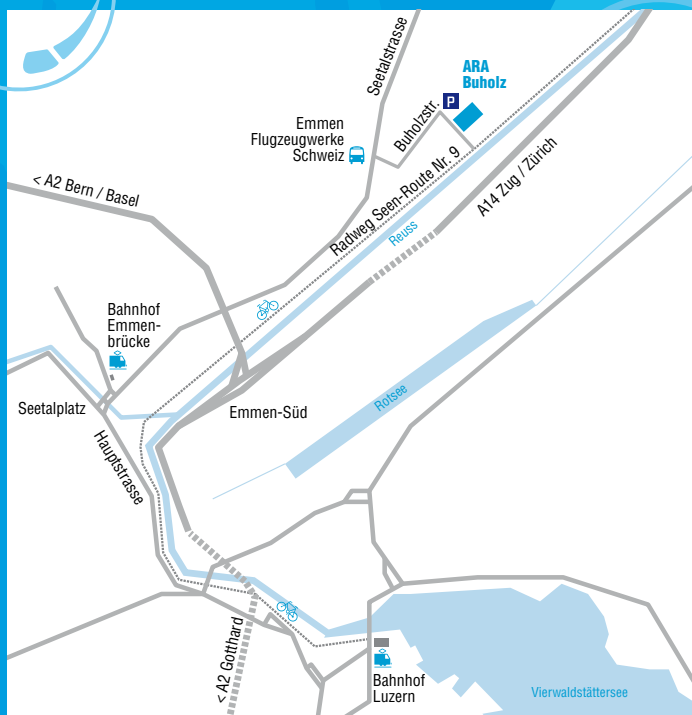 Seetalstrasse
ARA
Buholz
P
Buholzstr.
Emmen
Flugzeugwerke
Schweiz
Radweg Seen-Route Nr. 9
A14 Zug / Zürich
Reuss
< A2 Bern / Basel
Bahnhof
Emmen-
brücke
Seetalplatz
Emmen-Süd
Rotsee
Hauptstrasse
< A2 Gotthard
Bahnhof
Luzern
Vierwaldstättersee